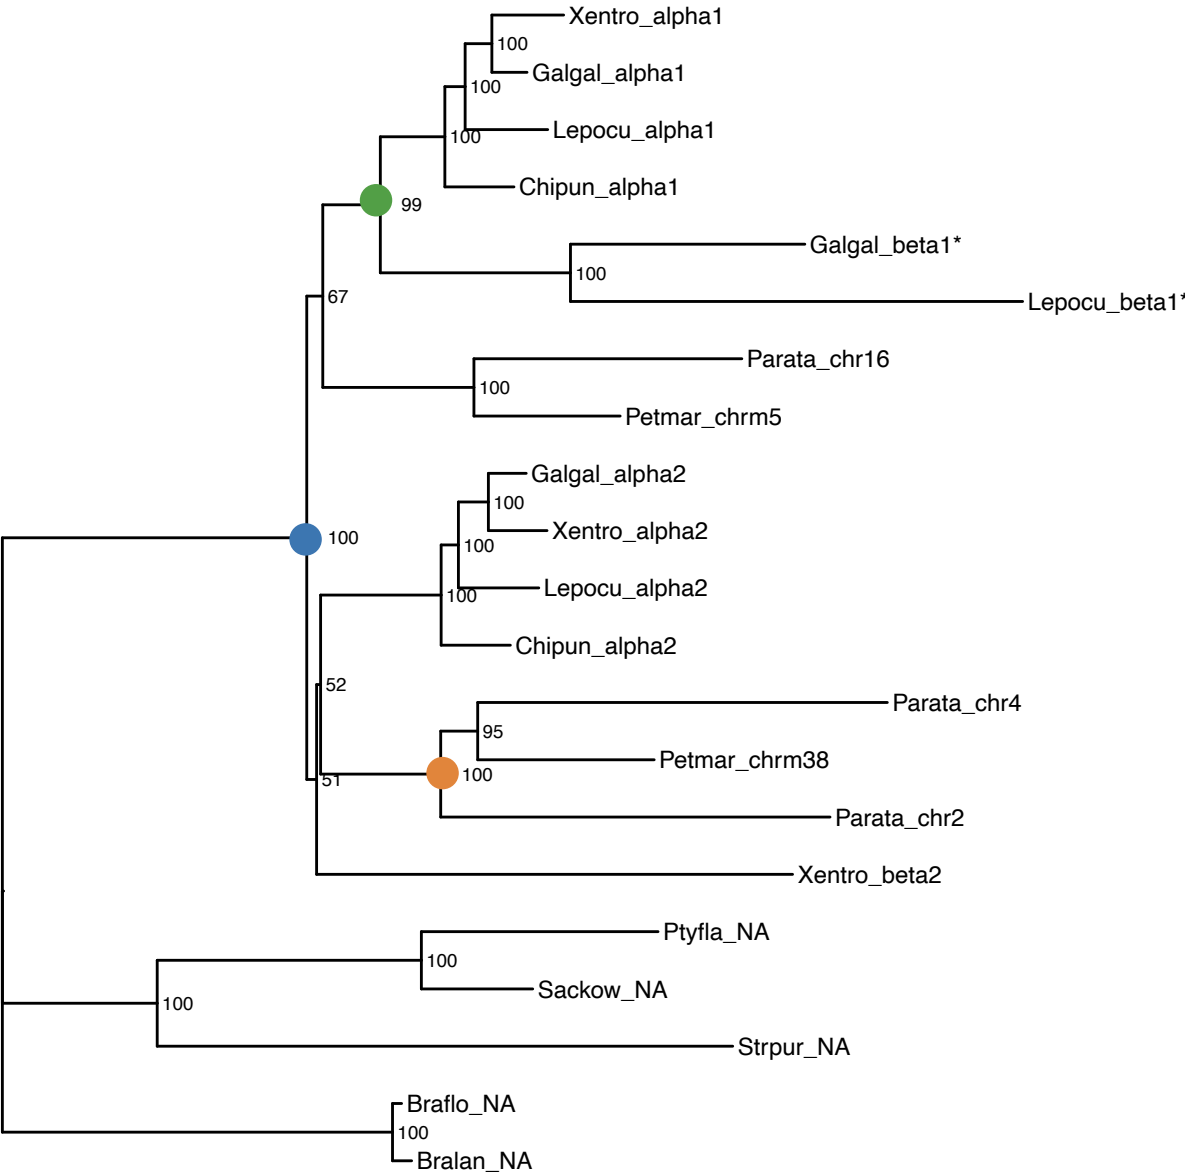 Xentro_alpha1
100
Galgal_alpha1
100
Lepocu_alpha1
100
Chipun_alpha1
99
Galgal_beta1*
100
Lepocu_beta1*
67
Parata_chr16
100
Petmar_chrm5
Galgal_alpha2
100
Xentro_alpha2
100
100
Lepocu_alpha2
100
Chipun_alpha2
52
Parata_chr4
95
Petmar_chrm38
100
51
Parata_chr2
Xentro_beta2
Ptyfla_NA
100
Sackow_NA
100
Strpur_NA
Braflo_NA
100
Bralan_NA